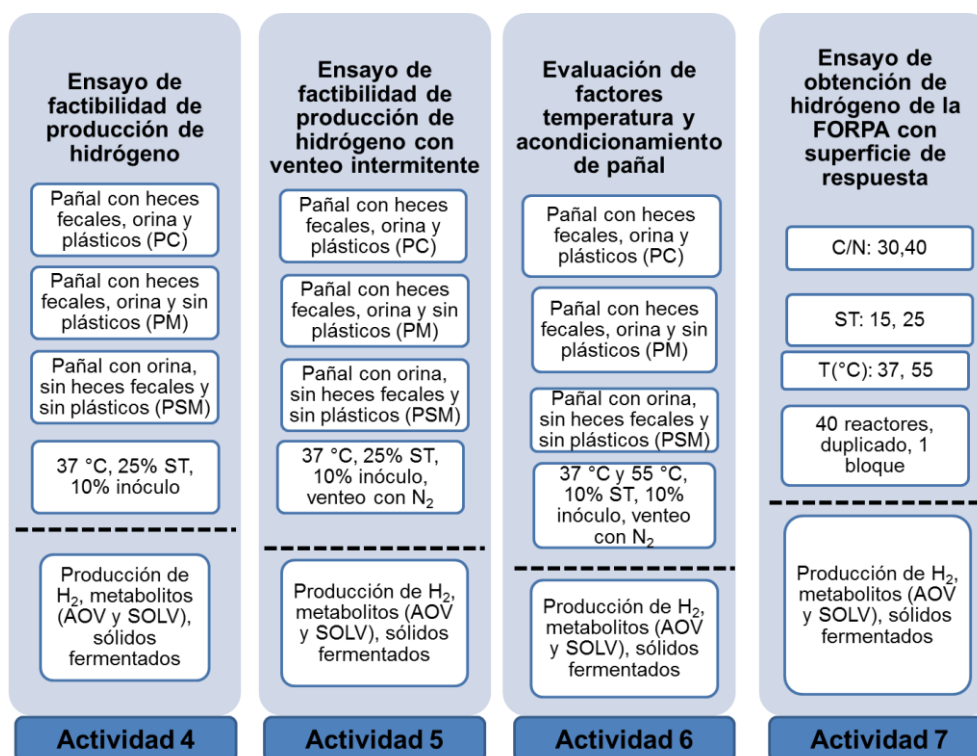 Ensayo de
factibilidad de
producción de
hidrógeno
Pañal con heces
fecales, orina y
plásticos (PC)
Pañal con heces
fecales, orina y sin
plásticos (PM)
Pañal con orina,
sin heces fecales y
sin plásticos (PSM)
37 °C, 25% ST,
10% inóculo
Producción de
H₂, metabolitos
(AOV y SOLV),
sólidos
fermentados
Actividad 4
Ensayo de
factibilidad de
producción de
hidrógeno con
venteo intermitente
Pañal con heces
fecales, orina y
plásticos (PC)
Pañal con heces
fecales, orina y sin
plásticos (PM)
Pañal con orina,
sin heces fecales y
sin plásticos (PSM)
37 °C, 25% ST,
10% inóculo,
venteo con N₂
Producción de H₂,
metabolitos (AOV
y SOLV), sólidos
fermentados
Actividad 5
Evaluación de
factores
temperatura y
acondicionamiento
de pañal
Pañal con heces
fecales, orina y
plásticos (PC)
Pañal con heces
fecales, orina y sin
plásticos (PM)
Pañal con orina,
sin heces fecales y
sin plásticos (PSM)
37 °C y 55 °C,
10% ST, 10%
inóculo, venteo
con N₂
Producción de H₂,
metabolitos (AOV
y SOLV), sólidos
fermentados
Actividad 6
Ensayo de
obtención de
hidrógeno de la
FORPA con
superficie de
respuesta
C/N: 30,40
ST: 15, 25
T(°C): 37, 55
40 reactores,
duplicado, 1
bloque
Producción de H₂,
metabolitos (AOV
y SOLV), sólidos
fermentados
Actividad 7